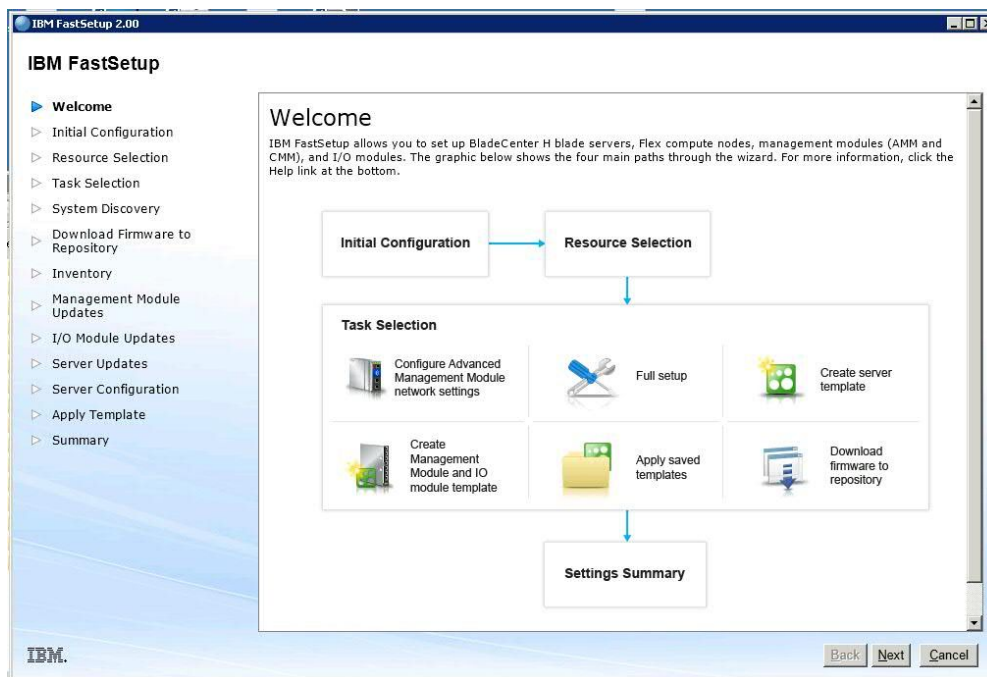 IBM FastSetup 2.00
IBM FastSetup
Welcome
Initial Configuration
Resource Selection
Task Selection
System Discovery
Download Firmware to
Repository
Inventory
Management Module
Updates
I/O Module Updates
Server Updates
Server Configuration
Apply Template
Summary
Welcome
IBM FastSetup allows you to set up BladeCenter H blade servers, Flex compute nodes, management modules (AMM and
CMM), and I/O modules. The graphic below shows the four main paths through the wizard. For more information, click the
Help link at the bottom.
Initial Configuration
Resource Selection
Task Selection
Configure Advanced
Management Module
network settings
Full setup
Create server
template
Create
Management
Module and IO
module template
Apply saved
templates
Download
firmware to
repository
Settings Summary
IBM.
Back
Next
Cancel